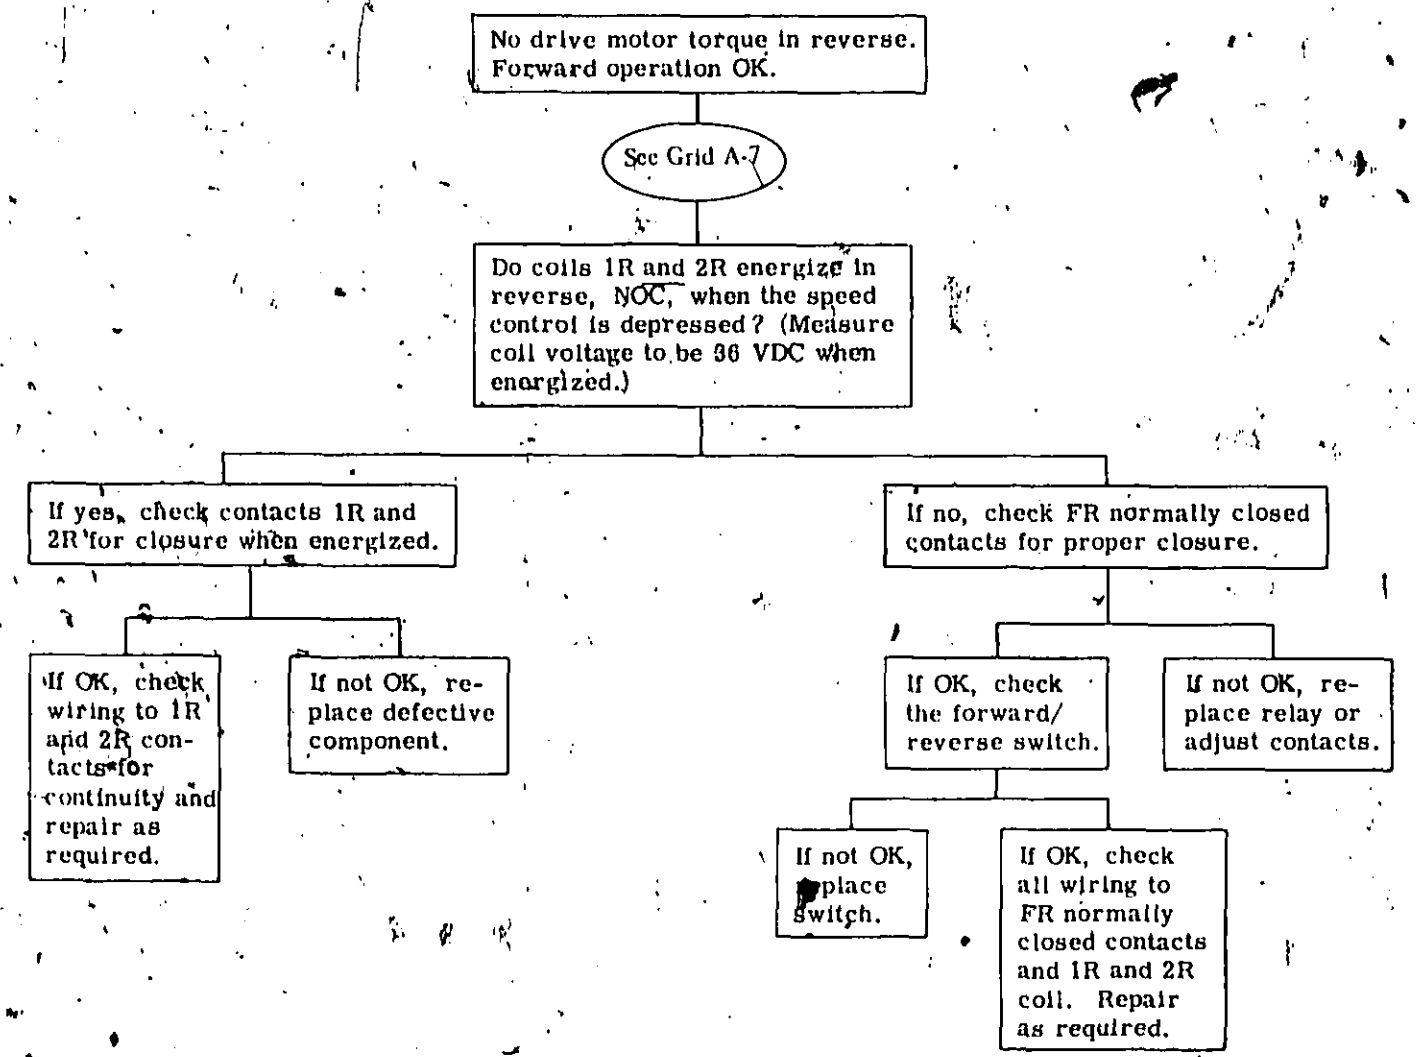 No drive motor torque in reverse.
Forward operation OK.
See Grid A-7
Do coils 1R and 2R energize in
reverse, NOC, when the speed
control is depressed? (Measure
coil voltage to be 36 VDC when
energized.)
If yes, check contacts 1R and
2R for closure when energized.
If no, check FR normally closed
contacts for proper closure.
If OK, check
wiring to 1R
and 2R con-
tacts for
continuity and
repair as
required.
If not OK, re-
place defective
component.
If OK, check
the forward/
reverse switch.
If not OK, re-
place relay or
adjust contacts.
If not OK,
replace
switch.
If OK, check
all wiring to
FR normally
closed contacts
and 1R and 2R
coil. Repair
as required.